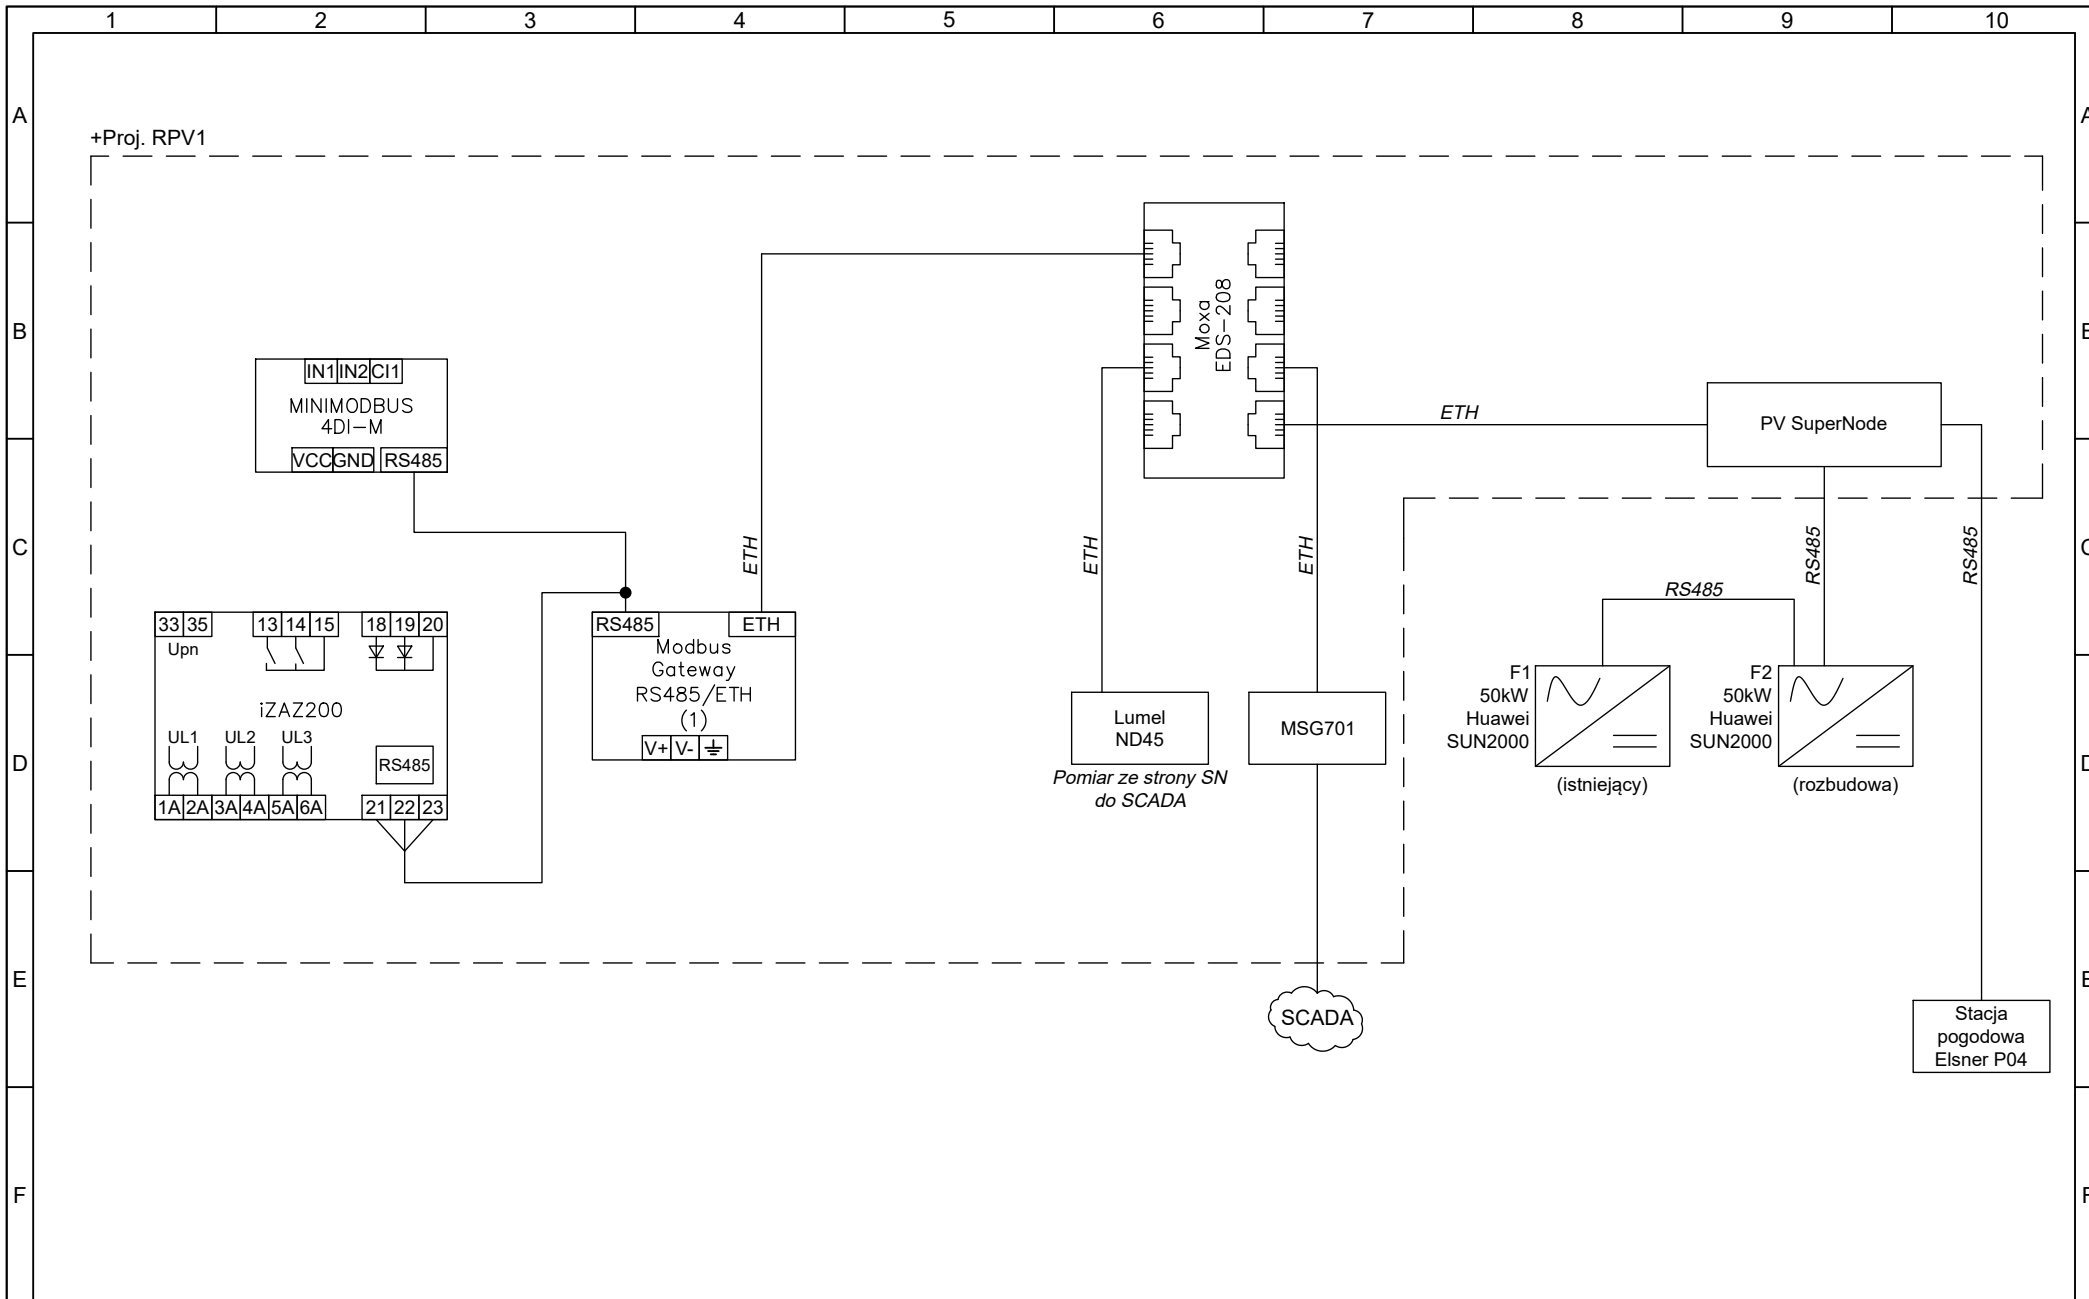 1 2 3 4 5 6 7 8 9 10
A A
+Proj. RPV1
B
Moxa
EDS-208
IN1 IN2 CI1
MINIMODBUS
4DI-M
VCC GND RS485
ETH
PV SuperNode
C
ETH
ETH
ETH
RS485
RS485
RS485
33 35 13 14 15 18 19 20
Upn
iZAZ200
UL1 UL2 UL3
RS485
1A 2A 3A 4A 5A 6A 21 22 23
RS485 ETH
Modbus
Gateway
RS485/ETH
(1)
V+ V-
D
Lumel
ND45
Pomiar ze strony SN
do SCADA
MSG701
F1
50kW
Huawei
SUN2000
(istniejący)
F2
50kW
Huawei
SUN2000
(rozbudowa)
E
SCADA
Stacja
pogodowa
Elsner P04
F